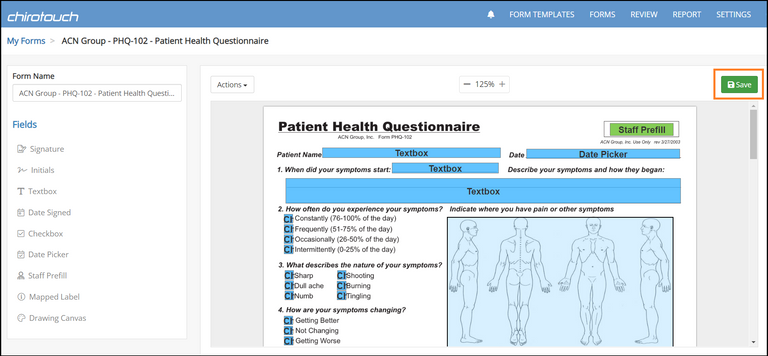 chirotouch
FORM TEMPLATES FORMS REVIEW REPORT SETTINGS
My Forms > ACN Group - PHQ-102 - Patient Health Questionnaire
Form Name
ACN Group - PHQ-102 - Patient Health Questi...
Fields
Signature
Initials
Textbox
Date Signed
Checkbox
Date Picker
Staff Prefill
Mapped Label
Drawing Canvas
Actions
— 125% +
Save
Patient Health Questionnaire
ACN Group, Inc. Form PHQ-102
Staff Prefill
ACN Group, Inc. Use Only rev 3/27/2003
Patient Name Textbox Date Date Picker
1. When did your symptoms start: Textbox Describe your symptoms and how they began:
Textbox
2. How often do you experience your symptoms? Indicate where you have pain or other symptoms
Constantly (76-100% of the day)
Frequently (51-75% of the day)
Occasionally (26-50% of the day)
Intermittently (0-25% of the day)
3. What describes the nature of your symptoms?
Sharp Shooting
Dull ache Burning
Numb Tingling
4. How are your symptoms changing?
Getting Better
Not Changing
Getting Worse